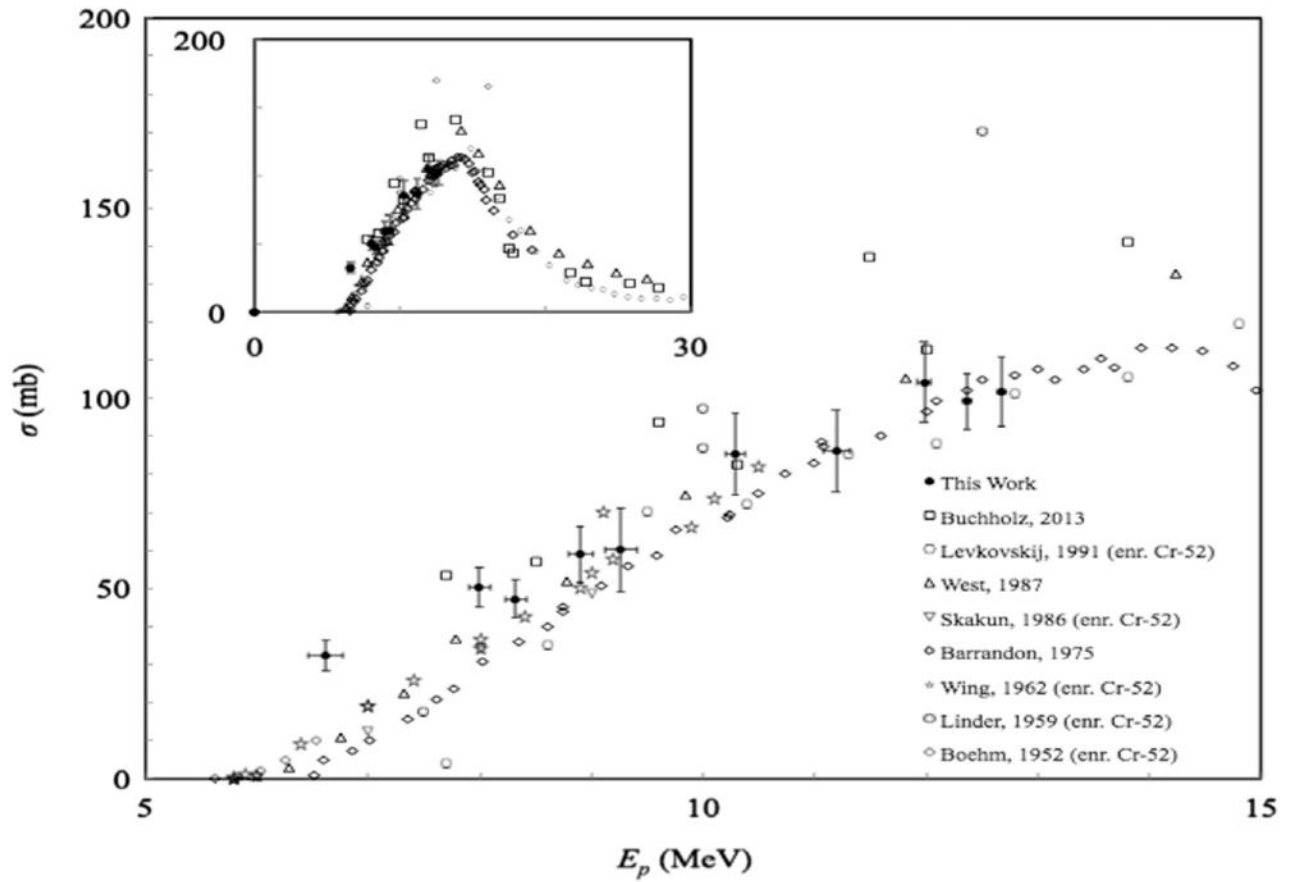 200
200
0
0
30
150
σ (mb)
100
This Work
Buchholz, 2013
Levkovskij, 1991 (enr. Cr-52)
West, 1987
50
Skakun, 1986 (enr. Cr-52)
Barrandon, 1975
Wing, 1962 (enr. Cr-52)
Linder, 1959 (enr. Cr-52)
Boehm, 1952 (enr. Cr-52)
0
5
10
15
Ep (MeV)